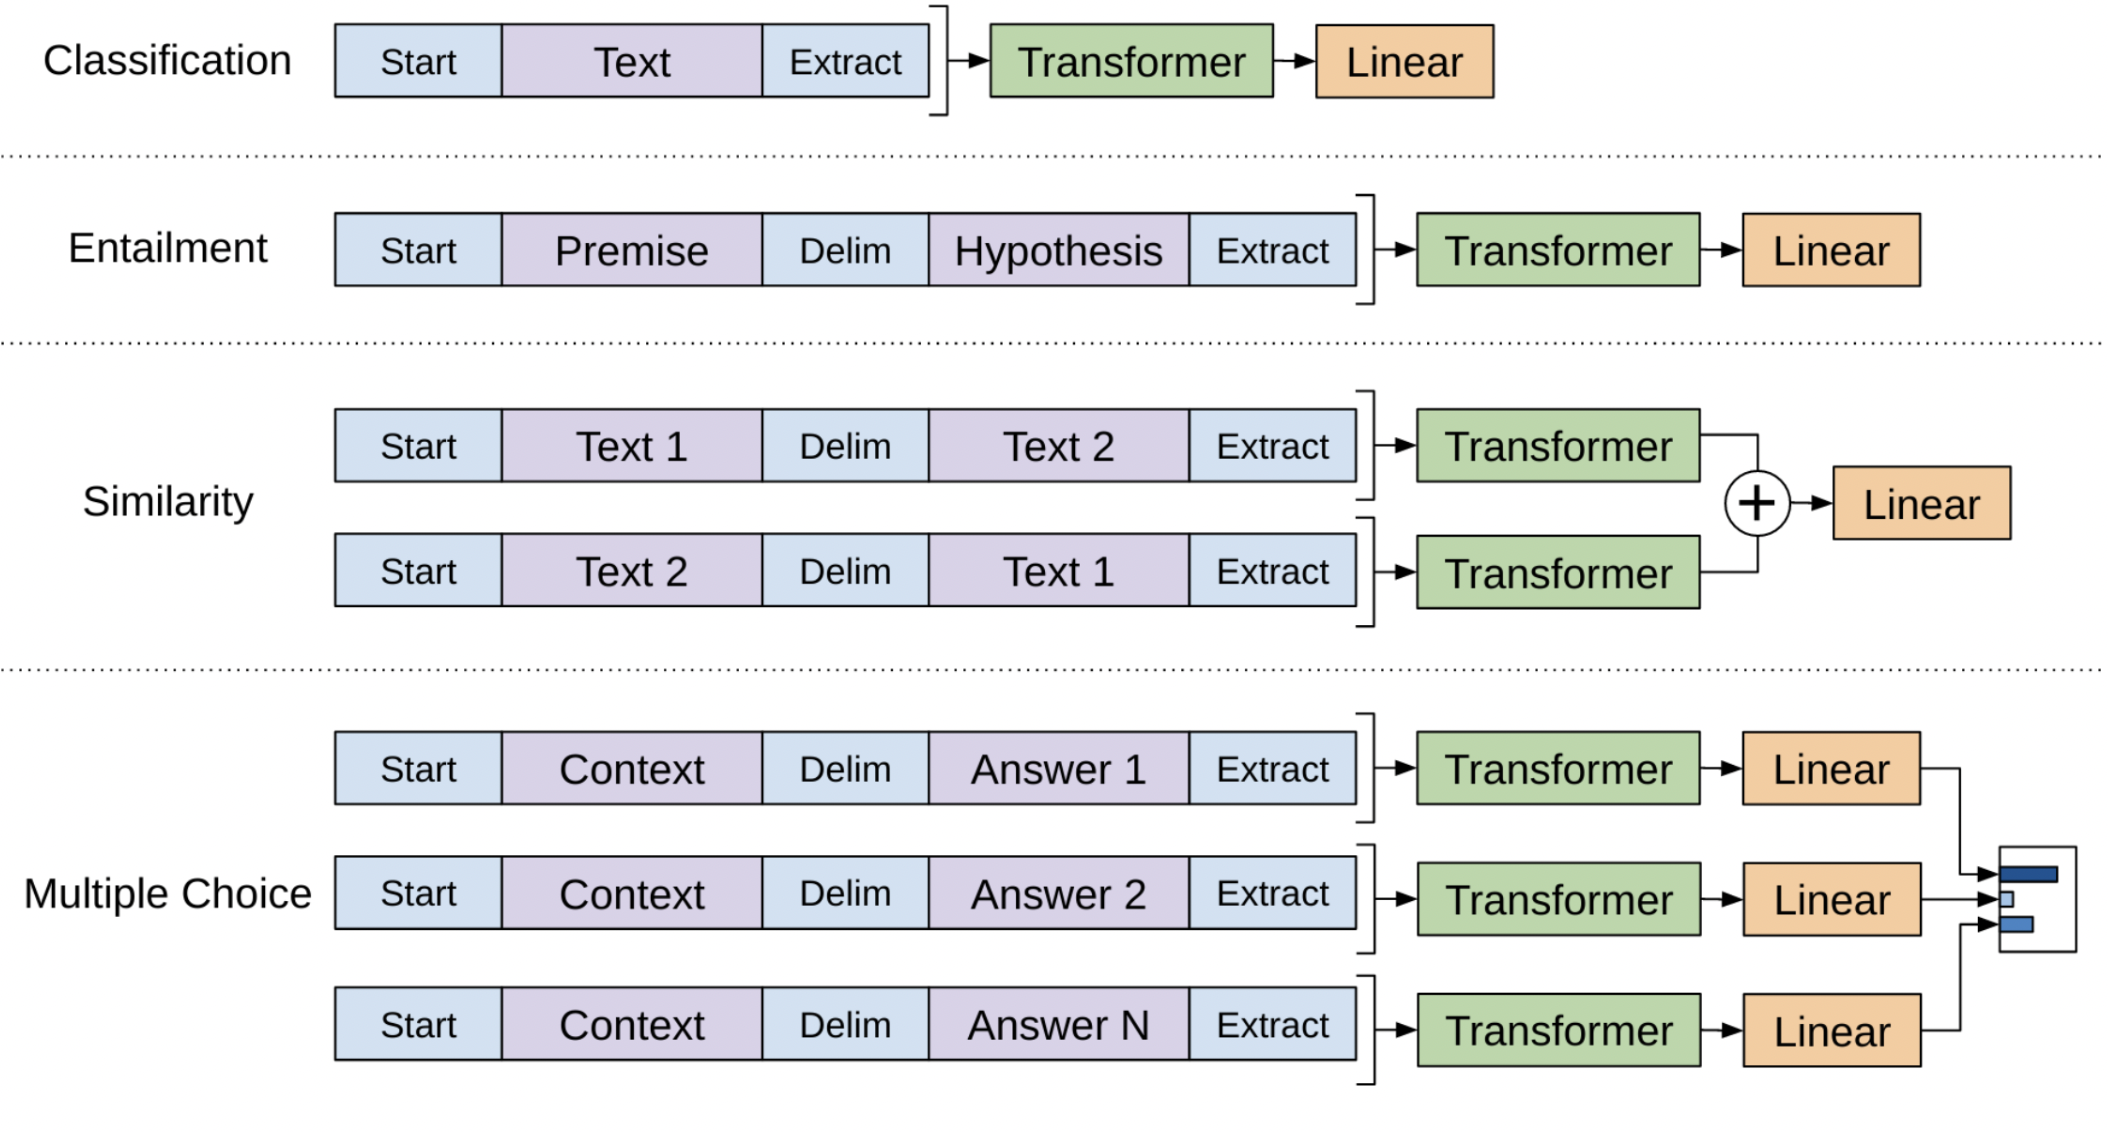 Classification Start Text Extract Transformer Linear
Entailment Start Premise Delim Hypothesis Extract Transformer Linear
Similarity
Start Text 1 Delim Text 2 Extract Transformer
+ Linear
Start Text 2 Delim Text 1 Extract Transformer
Multiple Choice
Start Context Delim Answer 1 Extract Transformer Linear
Start Context Delim Answer 2 Extract Transformer Linear
Start Context Delim Answer N Extract Transformer Linear